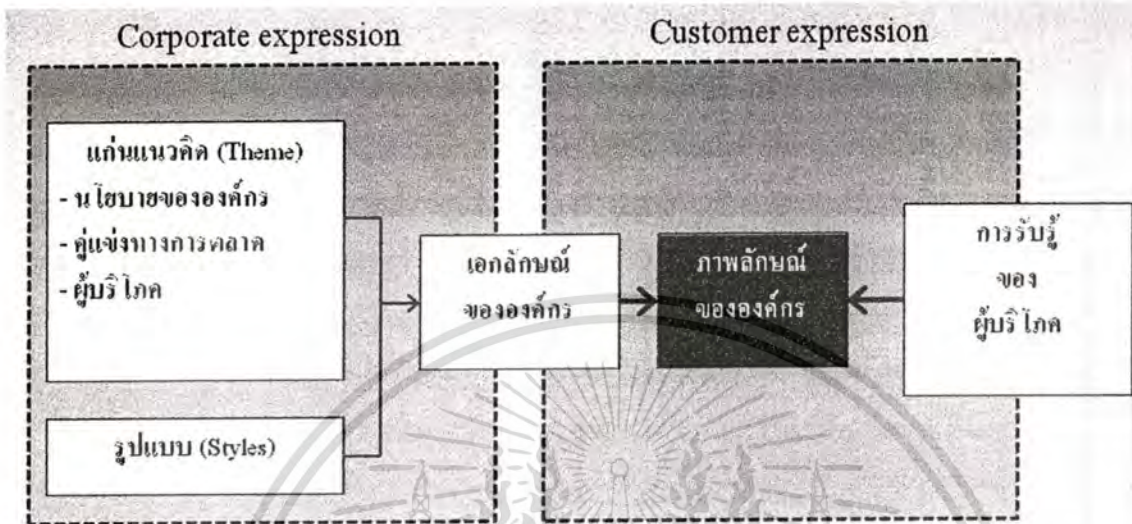 Corporate expression
Customer expression
แก่นแนวคิด (Theme)
- นโยบายขององค์กร
- คู่แข่งทางการตลาด
- ผู้บริโภค
รูปแบบ (Styles)
เอกลักษณ์
ขององค์กร
ภาพลักษณ์
ขององค์กร
การรับรู้
ของ
ผู้บริโภค